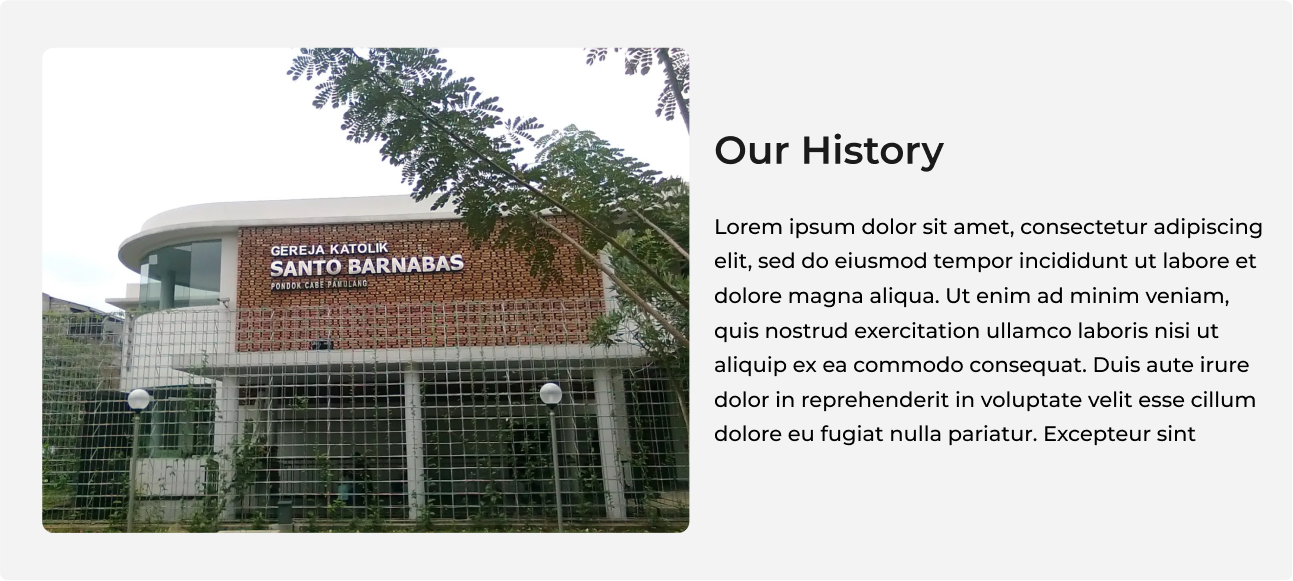 GEREJA KATOLIK
SANTO BARNABAS
PONDOK CABE PAMULANG
Our History
Lorem ipsum dolor sit amet, consectetur adipiscing
elit, sed do eiusmod tempor incididunt ut labore et
dolore magna aliqua. Ut enim ad minim veniam,
quis nostrud exercitation ullamco laboris nisi ut
aliquip ex ea commodo consequat. Duis aute irure
dolor in reprehenderit in voluptate velit esse cillum
dolore eu fugiat nulla pariatur. Excepteur sint